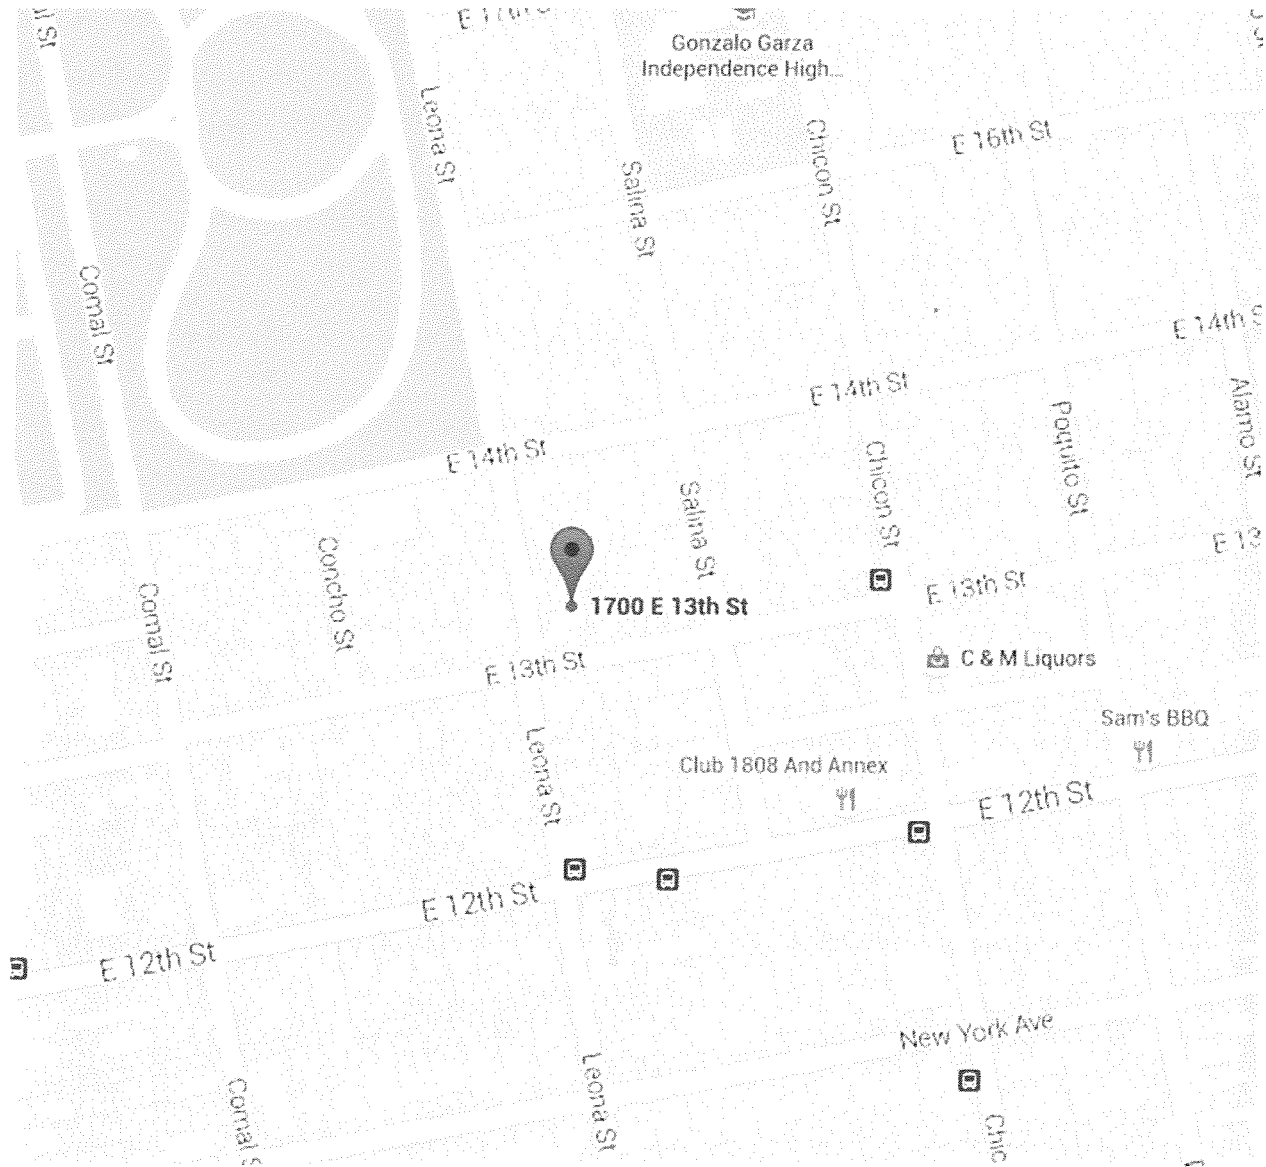 E 17th S
Gonzalo Garza
Independence High...
Leona St
Chicon St
E 16th St
Salina St
Comal St
E 14th S
E 14th St
Alamo St
Poquito St
E 14th St
Chicon St
Salina St
E 13
Concho St
Comal St
E 13th St
1700 E 13th St
E 13th St
C & M Liquors
Sam's BBQ
Leona St
Club 1808 And Annex
E 12th St
E 12th St
E 12th St
New York Ave
Leona St
Comal S
Chic